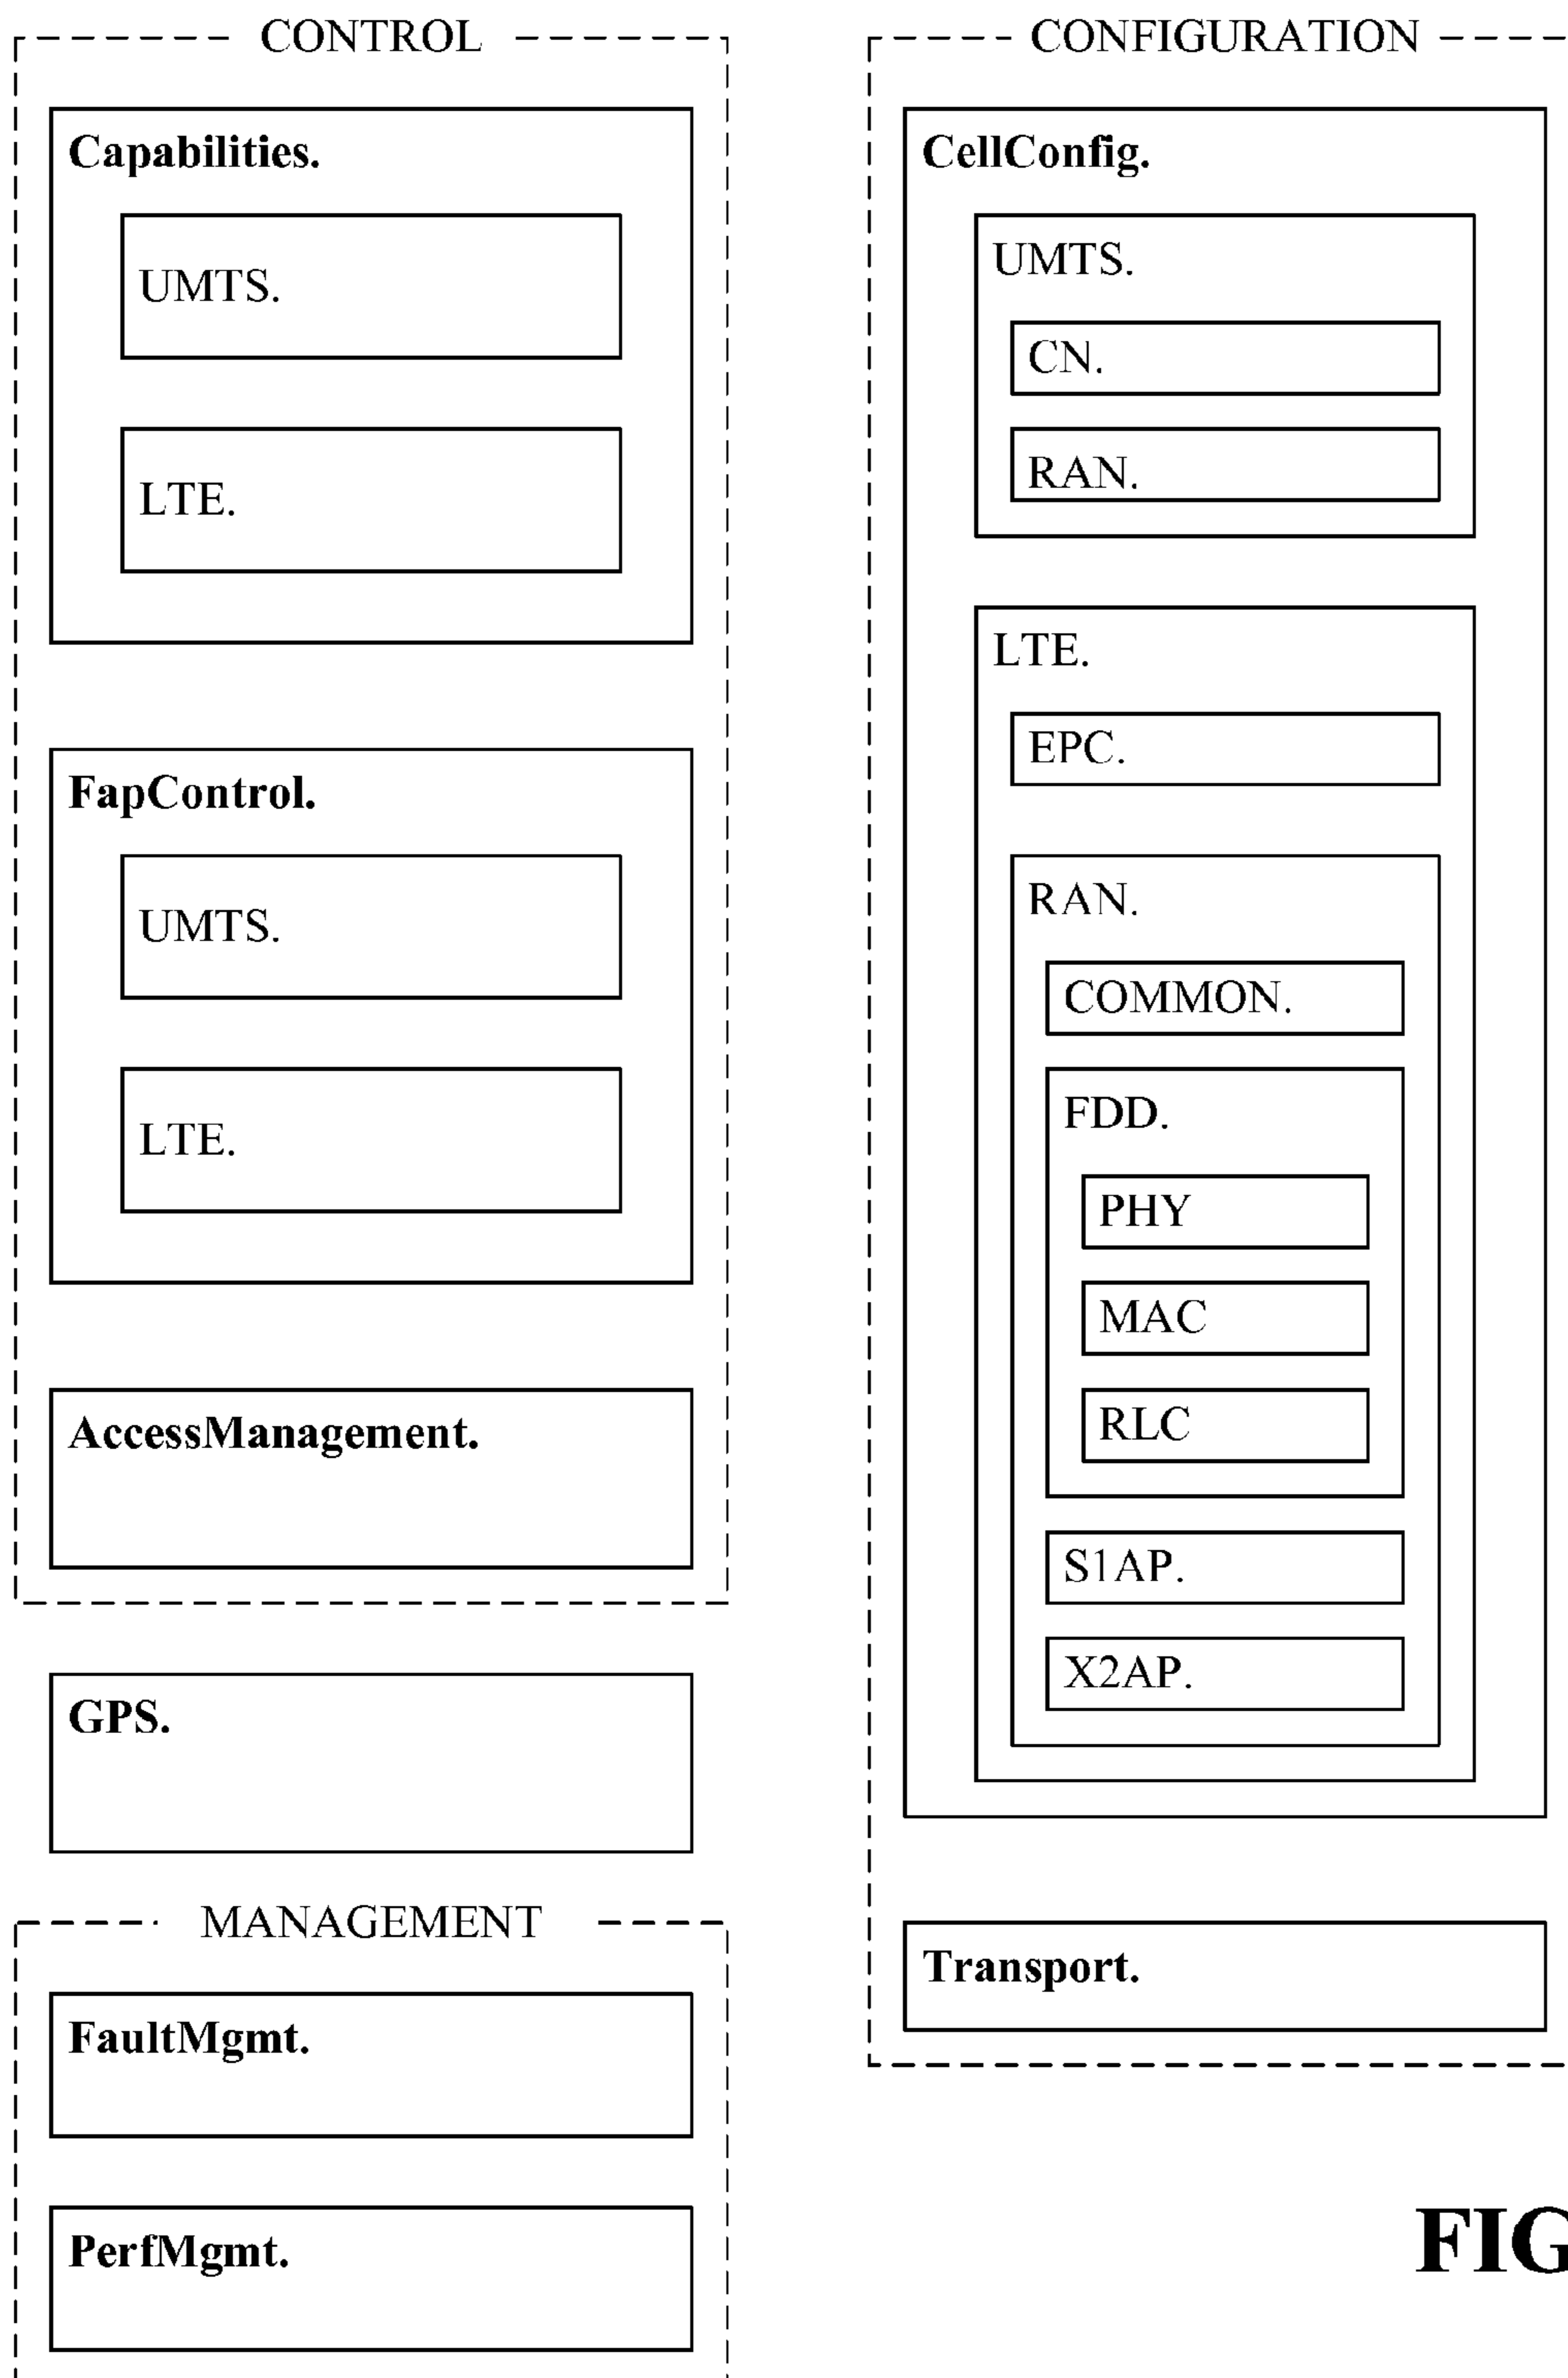 CONTROL
Capabilities.
UMTS.
LTE.
FapControl.
UMTS.
LTE.
AccessManagement.
GPS.
MANAGEMENT
FaultMgmt.
PerfMgmt.
CONFIGURATION
CellConfig.
UMTS.
CN.
RAN.
LTE.
EPC.
RAN.
COMMON.
FDD.
PHY
MAC
RLC
S1AP.
X2AP.
Transport.
FIG